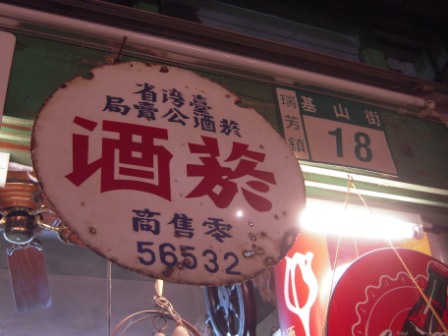 臺灣省
菸酒公賣局
菸酒
零售商
56532
瑞芳鎮
基山街
18